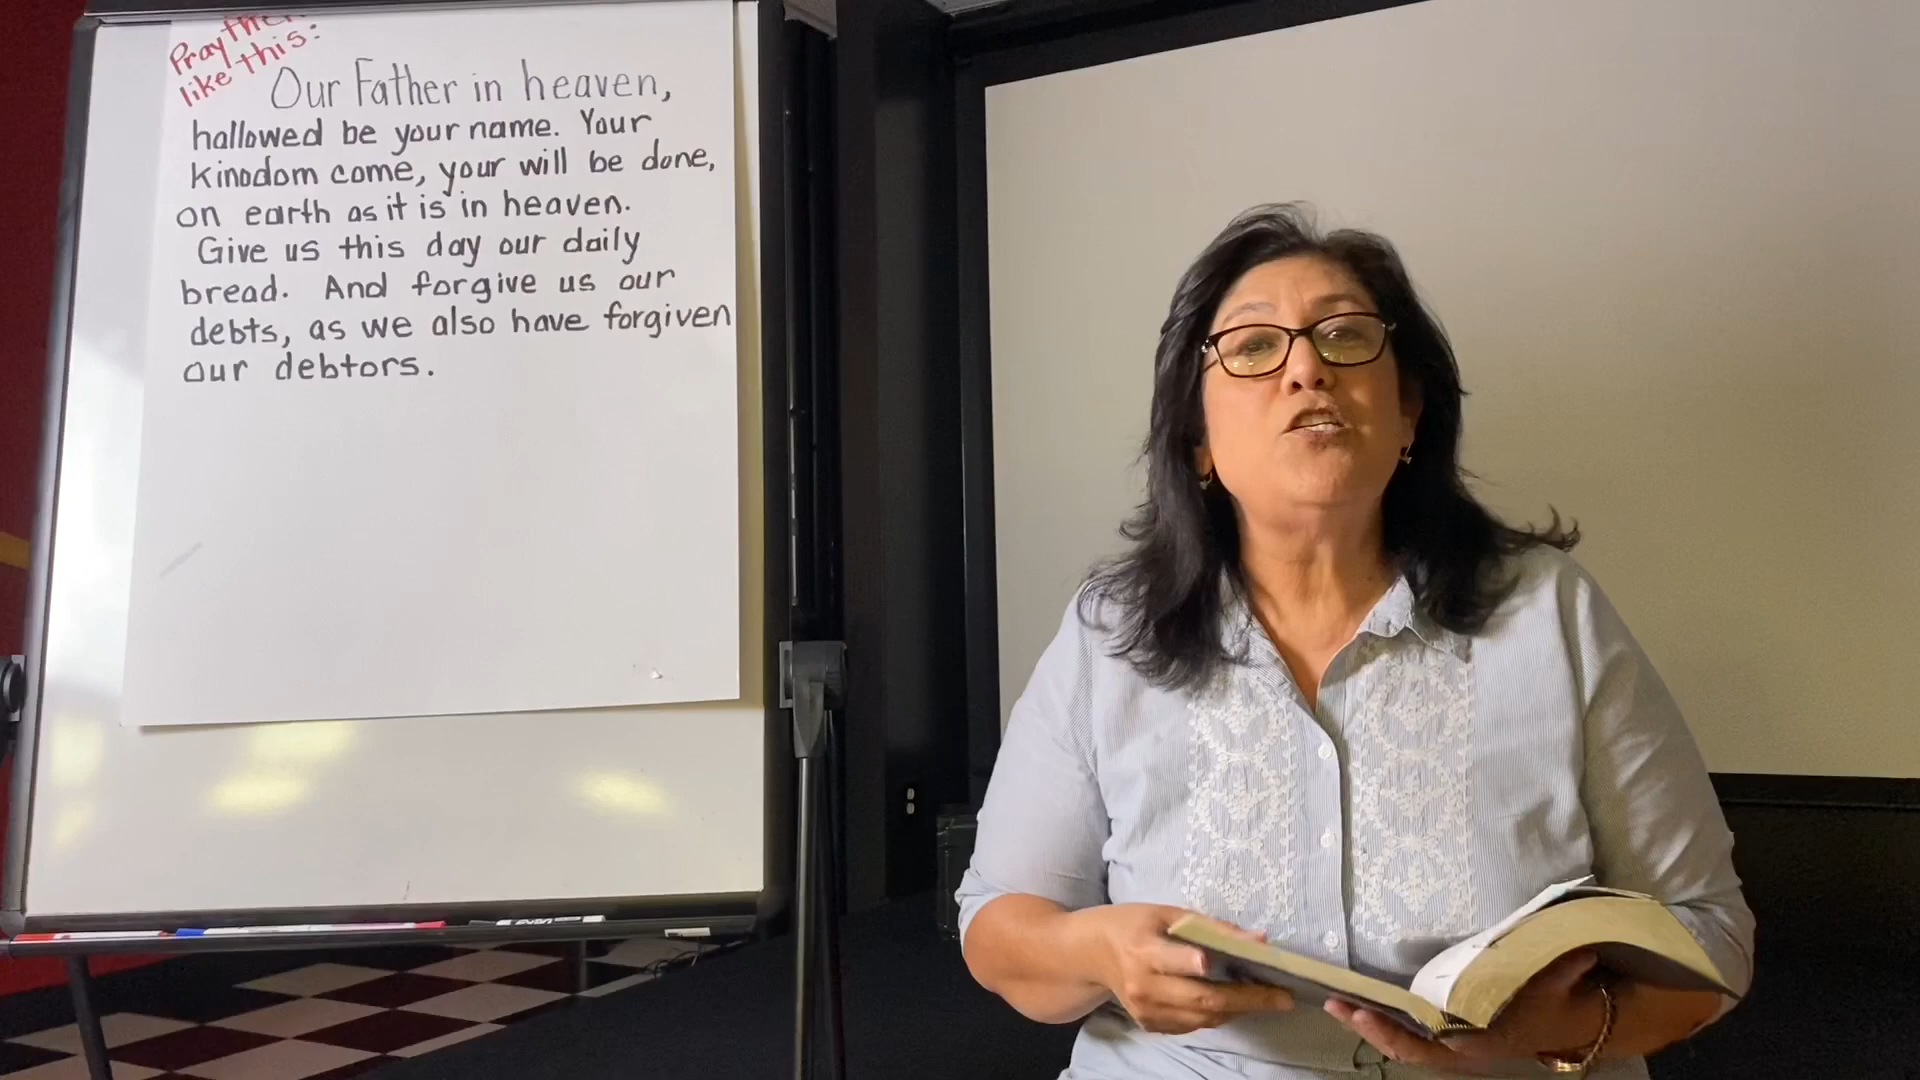 Pray then
like this:
Our Father in heaven,
hallowed be your name. Your
kinodom come, your will be done,
on earth as it is in heaven.
Give us this day our daily
bread. And forgive us our
debts, as we also have forgiven
our debtors.
EXPO